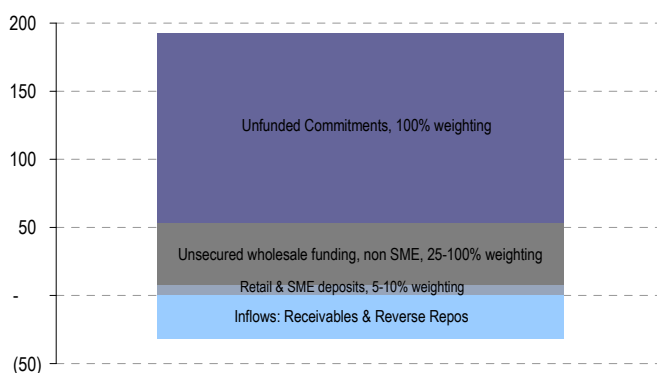 200
150
Unfunded Commitments, 100% weighting
100
50
Unsecured wholesale funding, non SME, 25-100% weighting
Retail & SME deposits, 5-10% weighting
-
Inflows: Receivables & Reverse Repos
(50)